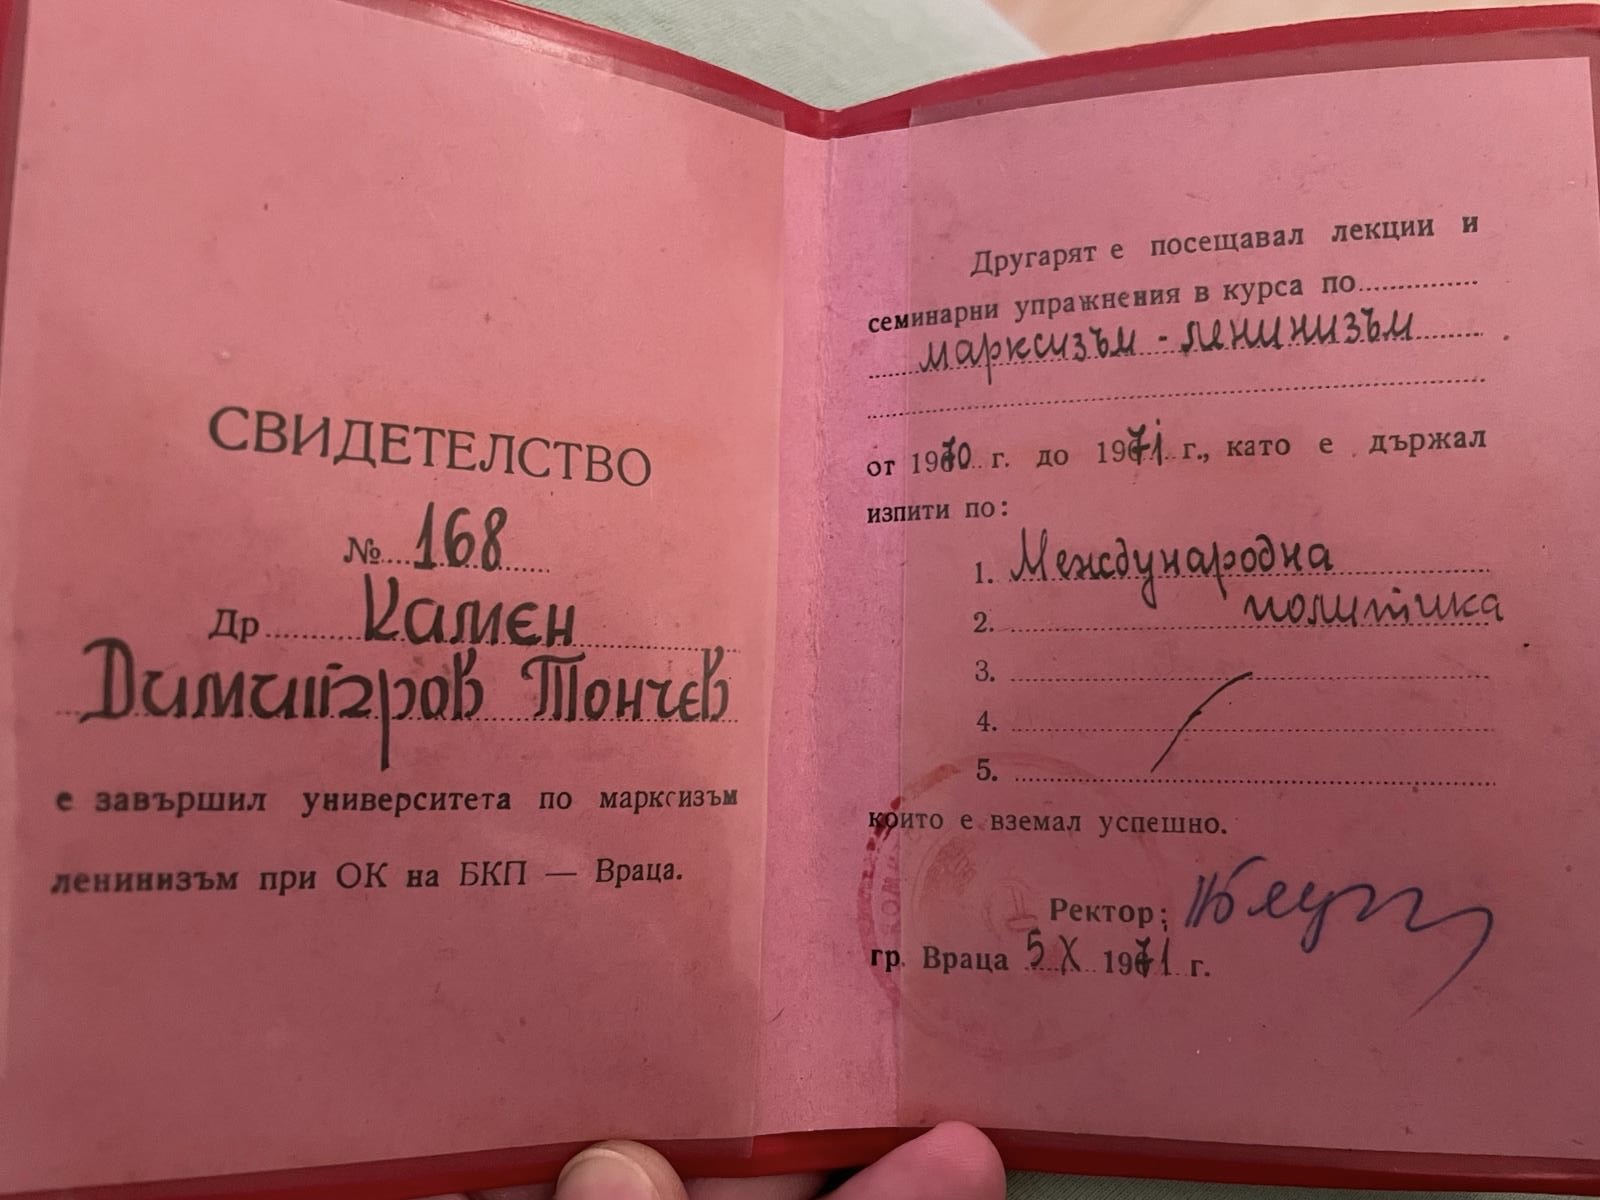 СВИДЕТЕЛСТВО
№ 168
Др Камен
Димитров Тончев
е завършил университета по марксизъм
ленинизъм при ОК на БКП — Враца.
Другарят е посещавал лекции и
семинарни упражнения в курса по
марксизъм - ленинизъм
от 1970 г. до 1971 г., като е държал
изпити по:
1. Международна
2. политика
3.
4.
5.
които е вземал успешно.
Ректор:
гр. Враца 5 X 1971 г.